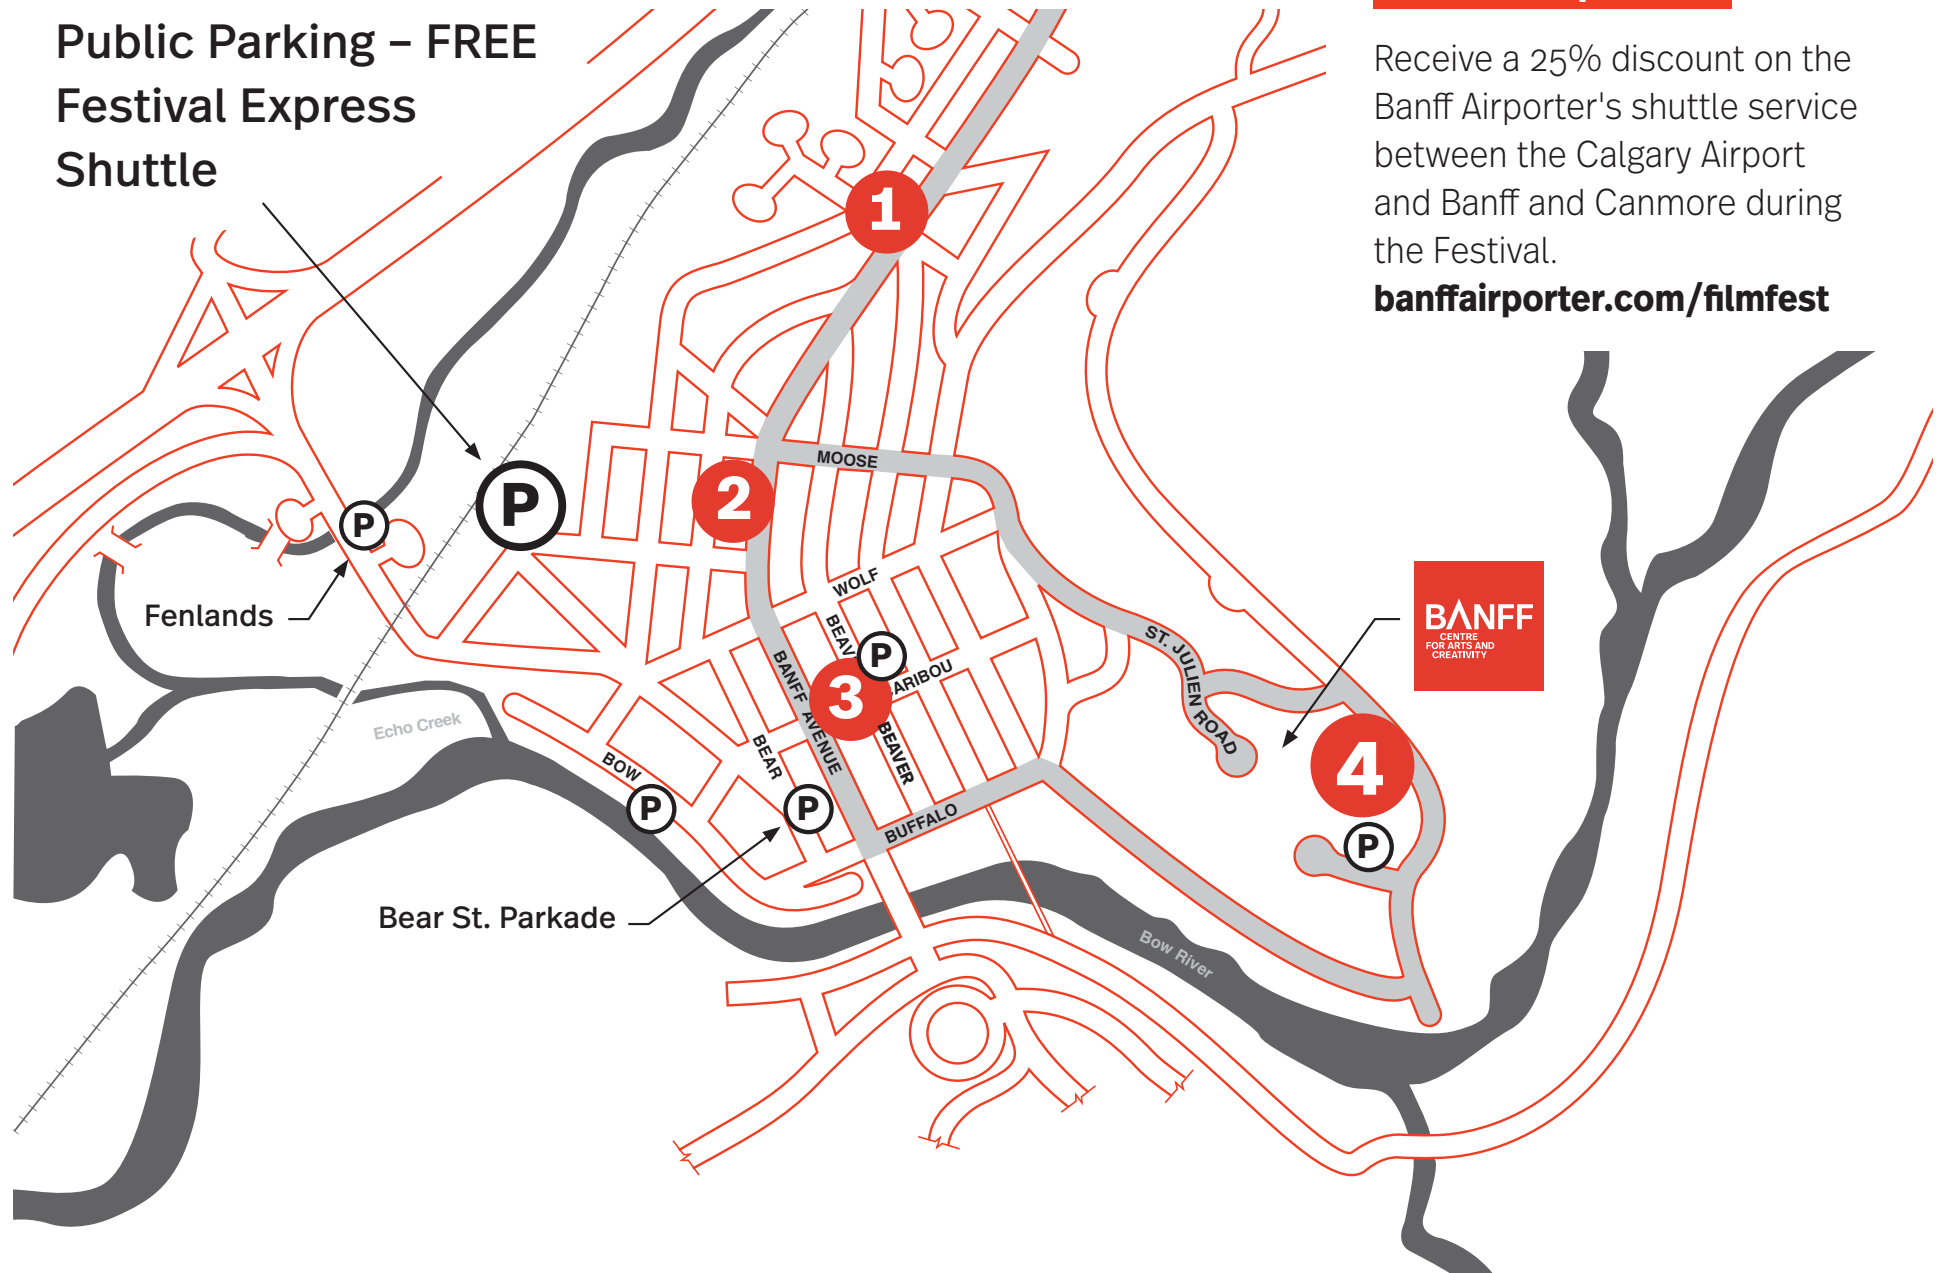 Public Parking – FREE
Festival Express
Shuttle
Receive a 25% discount on the
Banff Airporter's shuttle service
between the Calgary Airport
and Banff and Canmore during
the Festival.
banffairporter.com/filmfest
1
MOOSE
2
P
P
Fenlands
WOLF
P
3
BANFF AVENUE
BEAVER
ST. JULIEN ROAD
BANFF
CENTRE
FOR ARTS AND
CREATIVITY
Echo Creek
BOW
BEAR
4
P
P
BUFFALO
P
Bear St. Parkade
Bow River